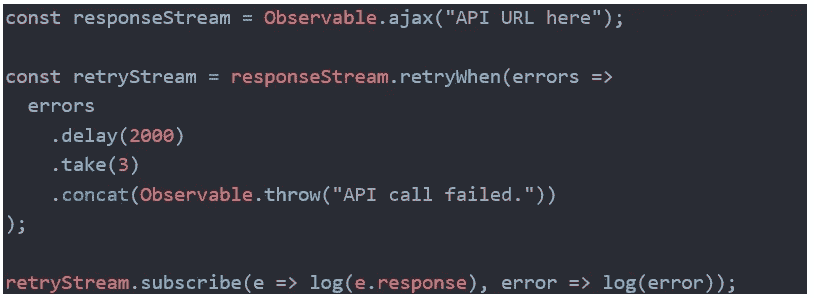 const responseStream = Observable.ajax("API URL here");
const retryStream = responseStream.retryWhen(errors =>
  errors
    .delay(2000)
    .take(3)
    .concat(Observable.throw("API call failed."))
);
retryStream.subscribe(e => log(e.response), error => log(error));